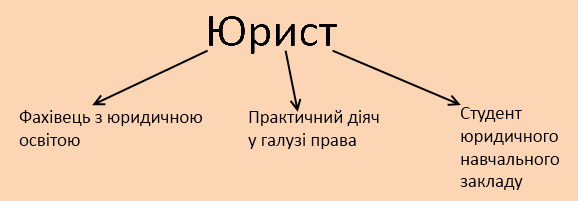 Юрист
Фахівець з юридичною
освітою
Практичний діяч
у галузі права
Студент
юридичного
навчального
закладу